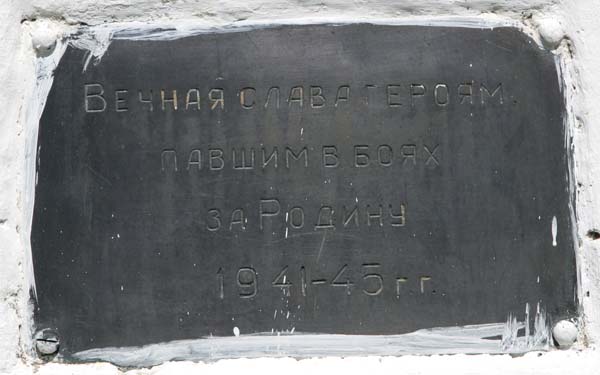 Вечная слава героям,
павшим в боях
за Родину
1941-45 гг.